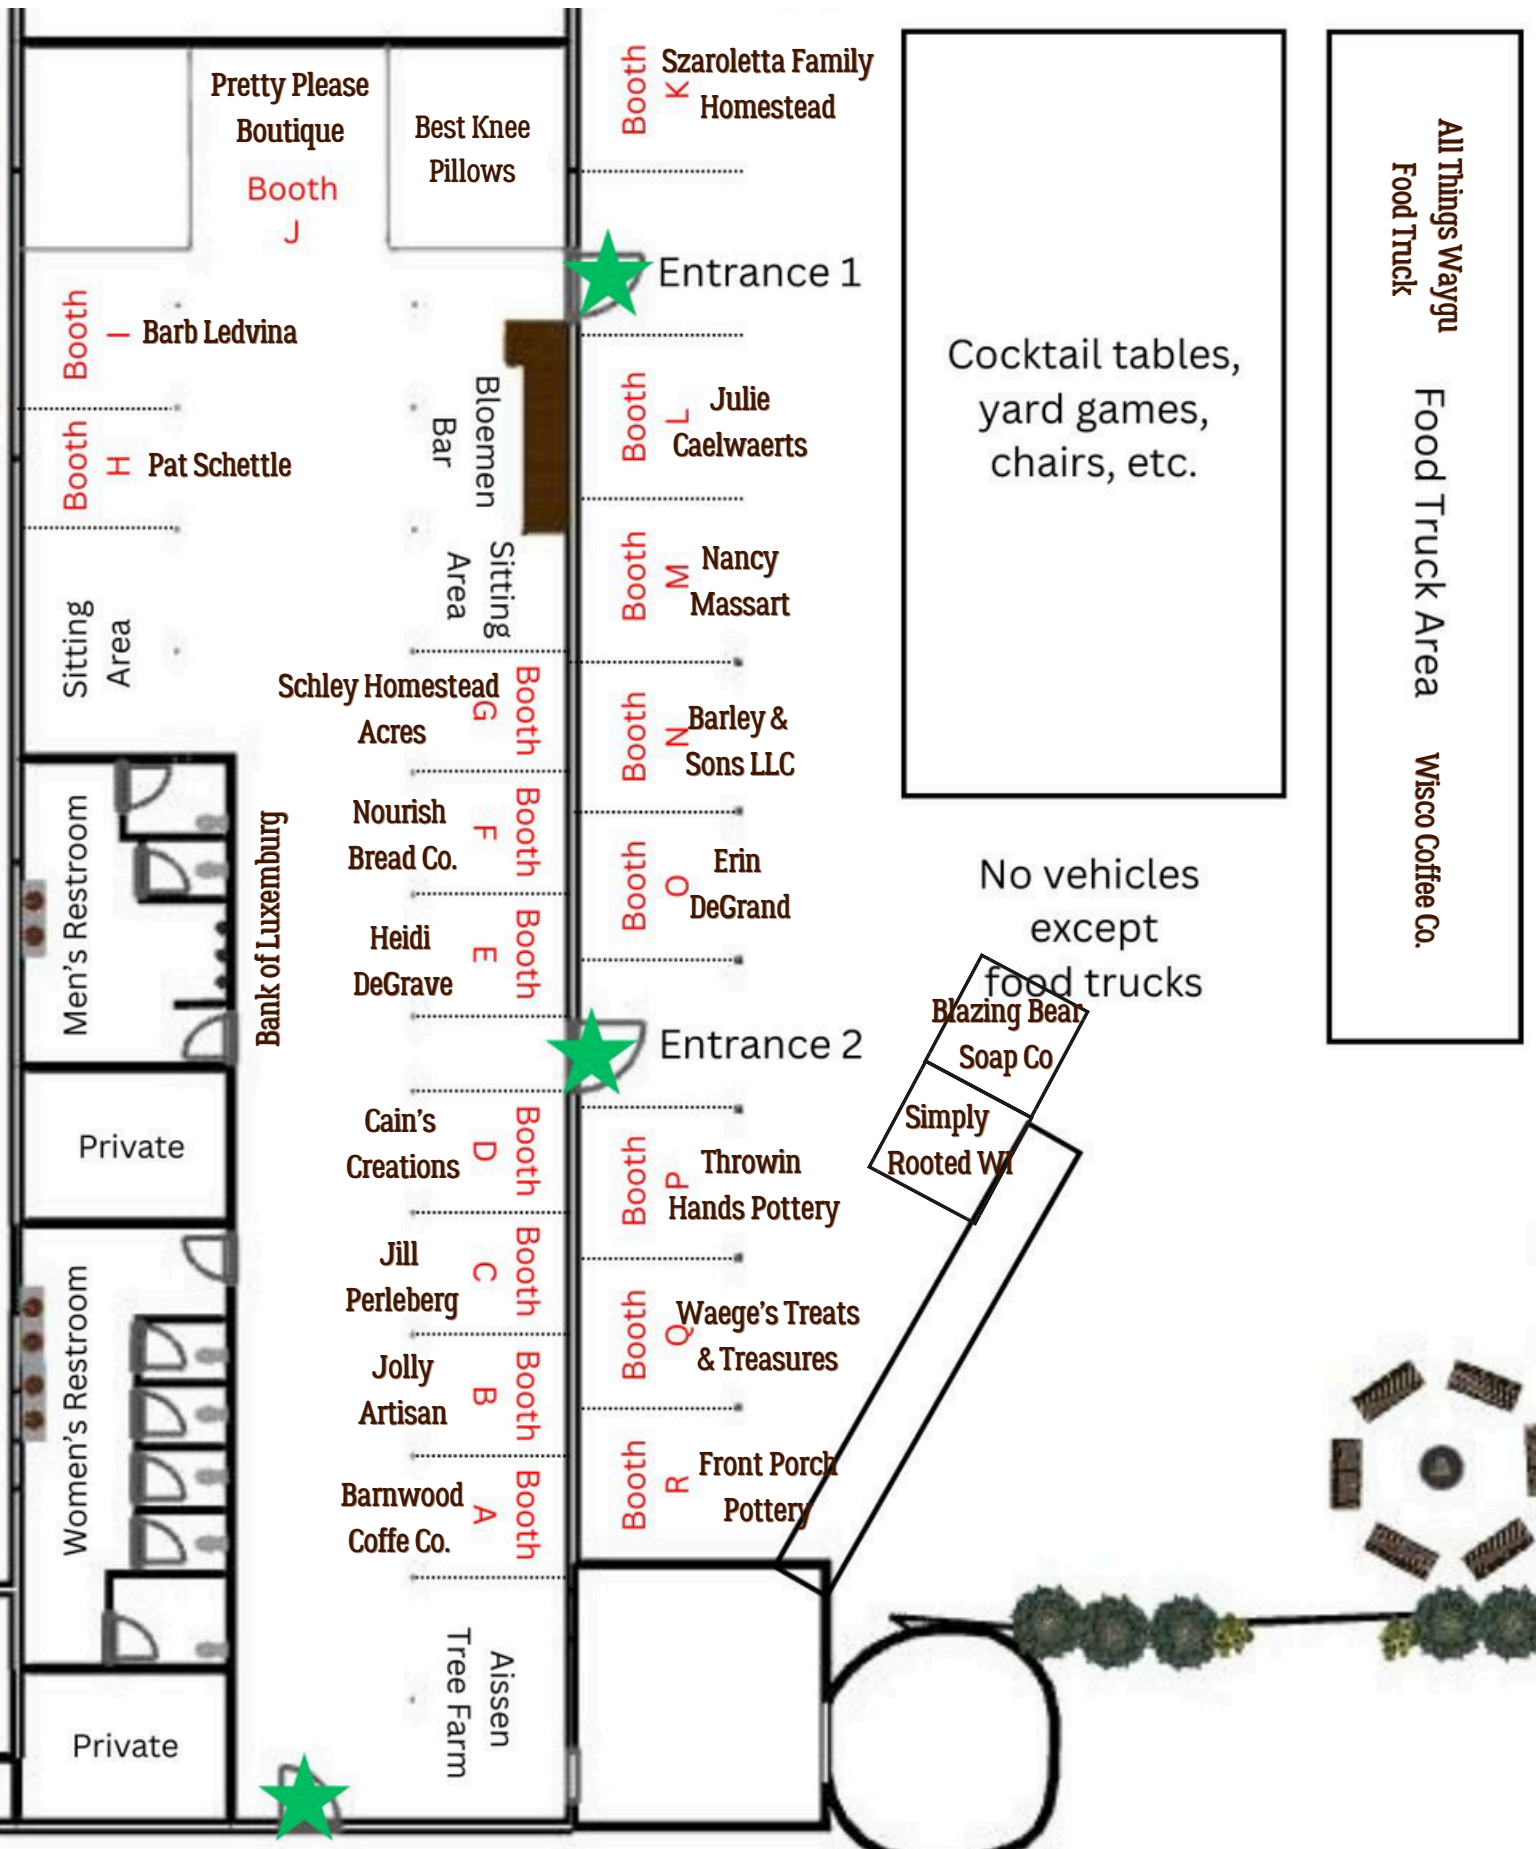 Pretty Please
Boutique
Booth
J
Best Knee
Pillows
Booth
K
Szaroletta Family
Homestead
Entrance 1
Booth
I
Barb Ledvina
Booth
H
Pat Schettle
Bloemen
Bar
Sitting
Area
Sitting
Area
Booth
L
Julie
Caelwaerts
Booth
M
Nancy
Massart
Booth
N
Barley &
Sons LLC
Booth
O
Erin
DeGrand
Schley Homestead
Acres
G
Booth
Nourish
Bread Co.
F
Booth
Heidi
DeGrave
E
Booth
Entrance 2
Men's Restroom
Bank of Luxemburg
Private
Women's Restroom
Private
Cain's
Creations
D
Booth
Jill
Perleberg
C
Booth
Jolly
Artisan
B
Booth
Barnwood
Coffe Co.
A
Booth
Aissen
Tree Farm
Booth
P
Throwin
Hands Pottery
Booth
Q
Waege's Treats
& Treasures
Booth
R
Front Porch
Pottery
Cocktail tables,
yard games,
chairs, etc.
No vehicles
except
food trucks
Blazing Bear
Soap Co
Simply
Rooted WI
All Things Waygu
Food Truck
Food Truck Area
Wisco Coffee Co.